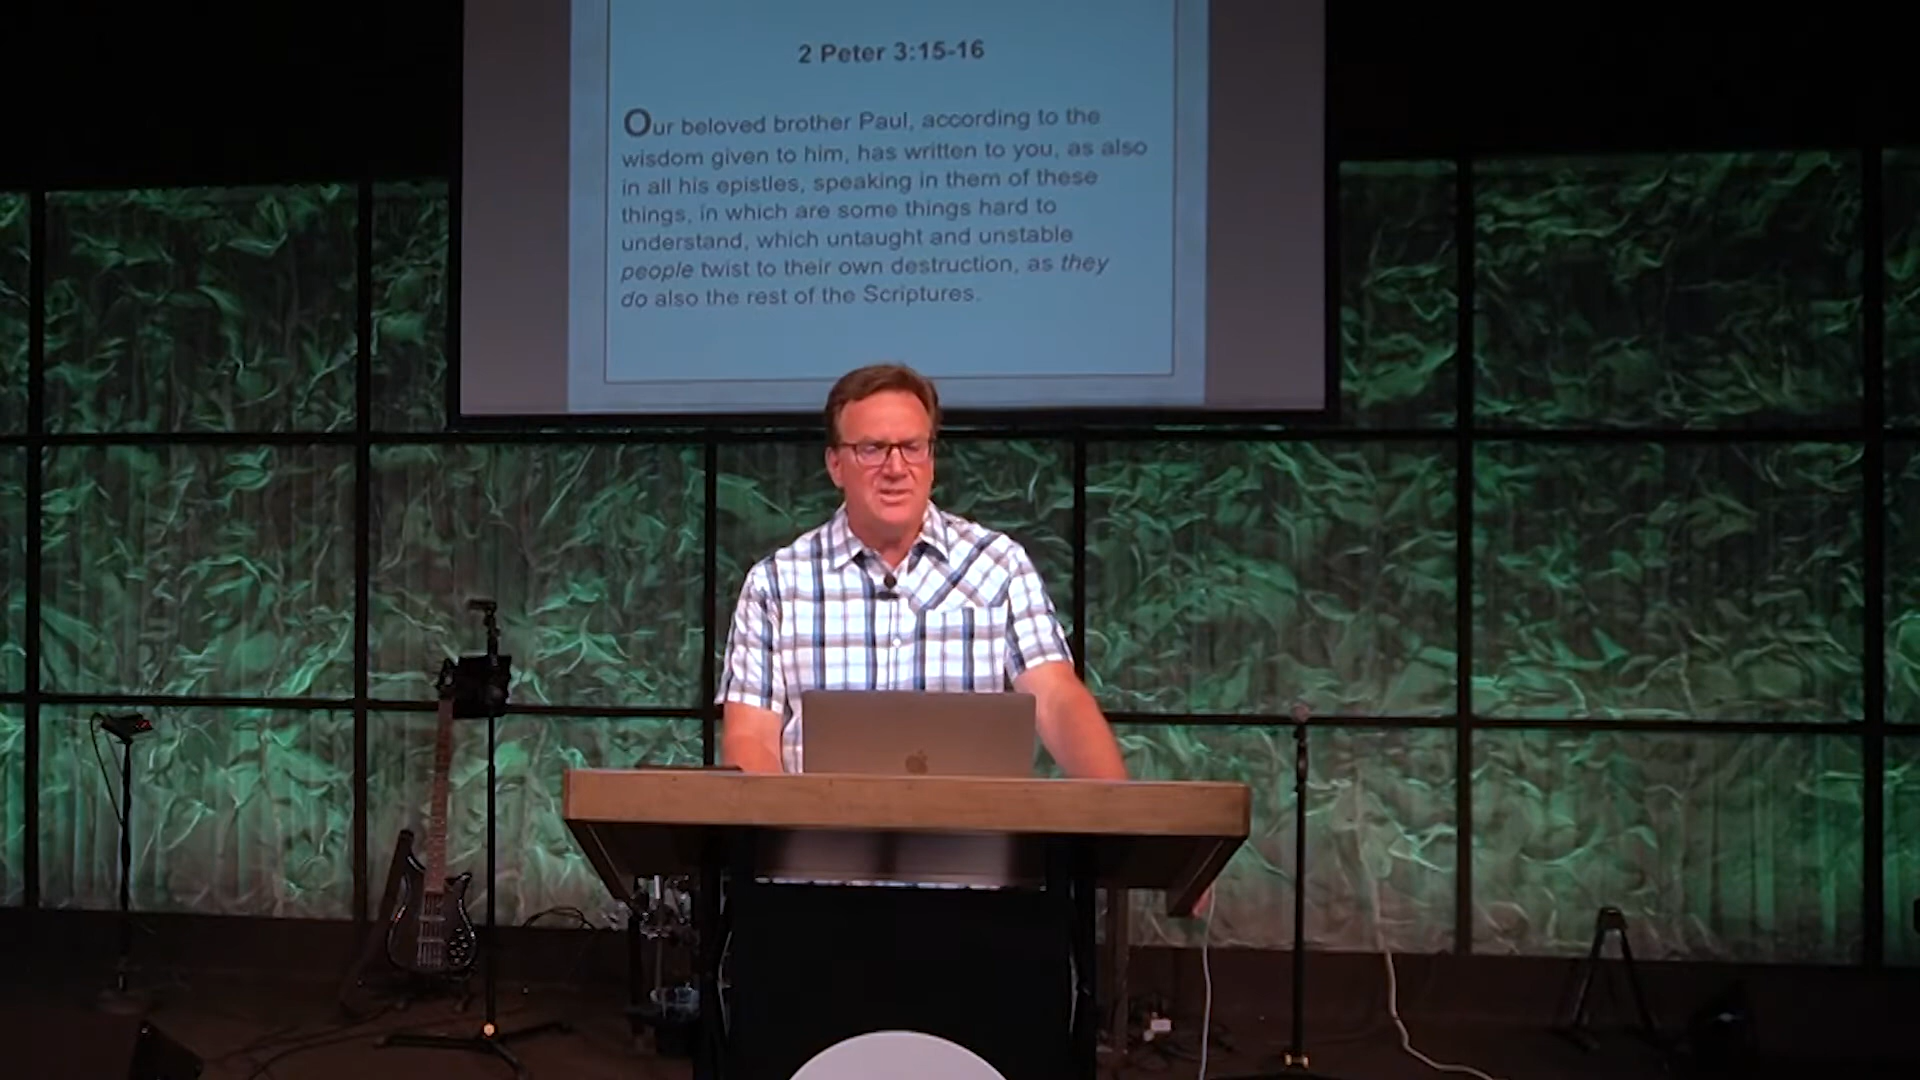 2 Peter 3:15-16
Our beloved brother Paul, according to the
wisdom given to him, has written to you, as also
in all his epistles, speaking in them of these
things, in which are some things hard to
understand, which untaught and unstable
people twist to their own destruction, as they
do also the rest of the Scriptures.